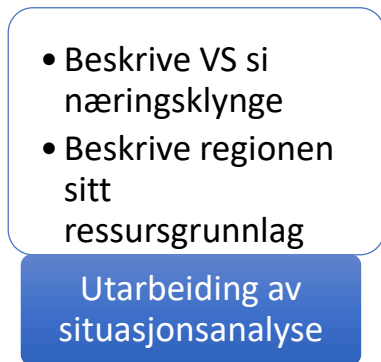 • Beskrive VS si
næringsklynge
• Beskrive regionen
sitt
ressursgrunnlag
Utarbeiding av
situasjonsanalyse